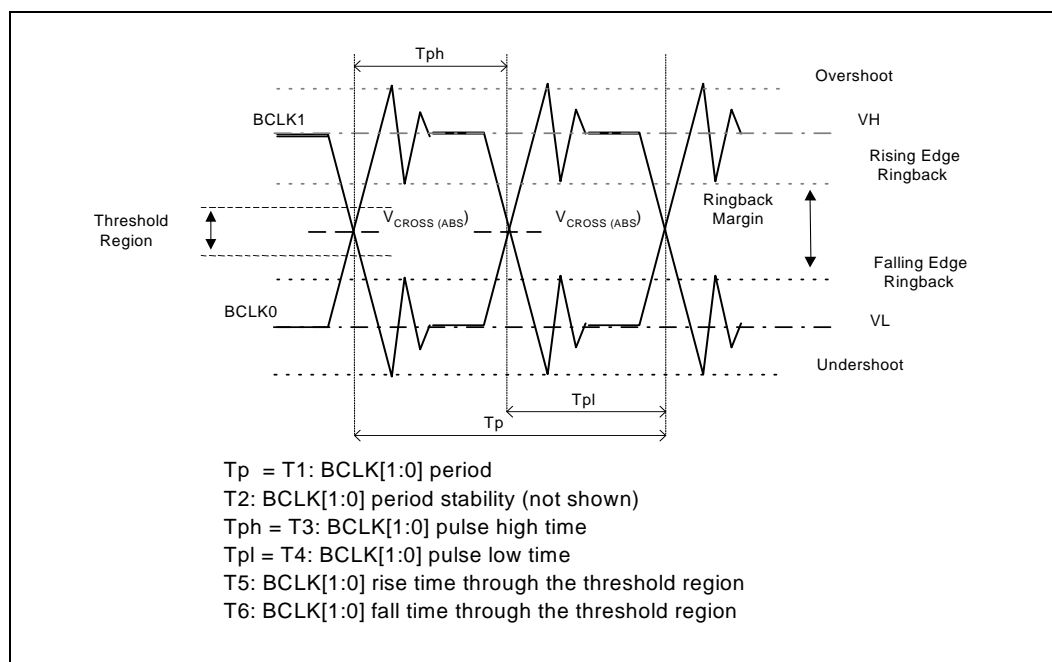 Tph
Overshoot
BCLK1
VH
Rising Edge
Ringback
Threshold
Region
VCROSS (ABS)
VCROSS (ABS)
Ringback
Margin
Falling Edge
Ringback
BCLK0
VL
Undershoot
Tpl
Tp
Tp = T1: BCLK[1:0] period
T2: BCLK[1:0] period stability (not shown)
Tph = T3: BCLK[1:0] pulse high time
Tpl = T4: BCLK[1:0] pulse low time
T5: BCLK[1:0] rise time through the threshold region
T6: BCLK[1:0] fall time through the threshold region